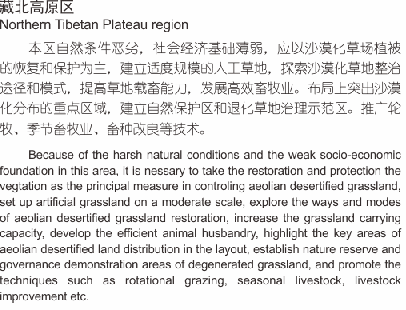 藏北高原区
Northern Tibetan Plateau region
本区自然条件恶劣，社会经济基础薄弱，应以沙漠化草场植被
的恢复和保护为主，建立适度规模的人工草地，探索沙漠化草地整治
途径和模式，提高草地载畜能力，发展高效畜牧业。布局上突出沙漠
化分布的重点区域，建立自然保护区和退化草地治理示范区。推广轮
牧、季节畜牧业，畜种改良等技术。
Because of the harsh natural conditions and the weak socio-economic
foundation in this area, it is nessary to take the restoration and protection the
vegtation as the principal measure in controling aeolian desertified grassland,
set up artificial grassland on a moderate scale, explore the ways and modes
of aeolian desertified grassland restoration, increase the grassland carrying
capacity, develop the efficient animal husbandry, highlight the key areas of
aeolian desertified land distribution in the layout, establish nature reserve and
governance demonstration areas of degenerated grassland, and promote the
techniques such as rotational grazing, seasonal livestock, livestock
improvement etc.